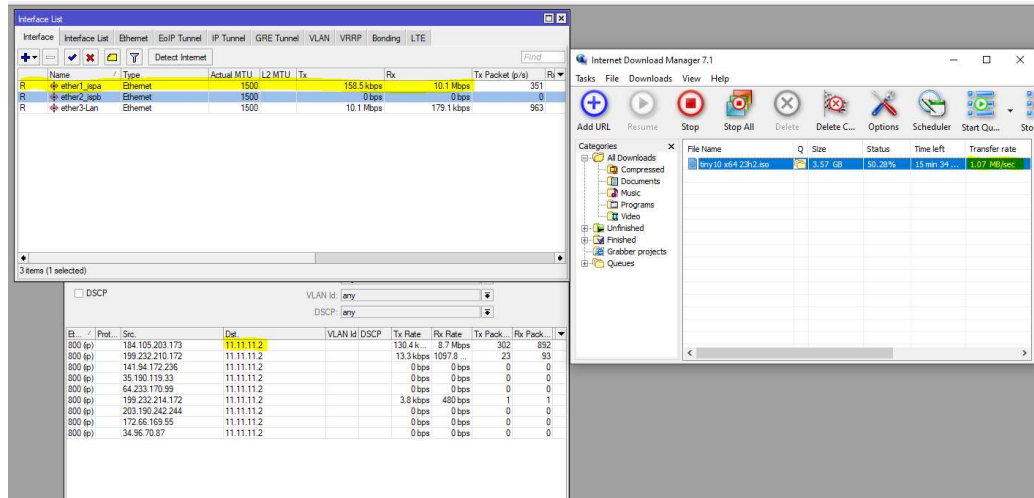 Interface List
Interface Interface List Ethernet EoIP Tunnel IP Tunnel GRE Tunnel VLAN VRRP Bonding LTE
Detect Internet Find
Name Type Actual MTU L2 MTU Tx Rx Tx Packet (p/s)
R ether1_ispa Ethernet 1500 158.5 kbps 10.1 Mbps 351
R ether2_ispb Ethernet 1500 0 bps 0 bps 0
R ether3-Lan Ethernet 1500 10.1 Mbps 179.1 kbps 963
3 items (1 selected)
DSCP
VLAN Id: any
DSCP: any
Et... Prot... Src. Dst. VLAN Id DSCP Tx Rate Rx Rate Tx Pack... Rx Pack...
800 (ip) 184.105.203.173 11.11.11.2 130.4 k... 8.7 Mbps 302 892
800 (ip) 199.232.210.172 11.11.11.2 13.3 kbps 1097.8 ... 23 93
800 (ip) 141.94.172.236 11.11.11.2 0 bps 0 bps 0 0
800 (ip) 35.190.119.33 11.11.11.2 0 bps 0 bps 0 0
800 (ip) 64.233.170.99 11.11.11.2 0 bps 0 bps 0 0
800 (ip) 199.232.214.172 11.11.11.2 3.8 kbps 480 bps 1 1
800 (ip) 203.190.242.244 11.11.11.2 0 bps 0 bps 0 0
800 (ip) 172.66.169.55 11.11.11.2 0 bps 0 bps 0 0
800 (ip) 34.96.70.87 11.11.11.2 0 bps 0 bps 0 0
Internet Download Manager 7.1
Tasks File Downloads View Help
Add URL Resume Stop Stop All Delete Delete C... Options Scheduler Start Qu... Sto
Categories
All Downloads
Compressed
Documents
Music
Programs
Video
Unfinished
Finished
Grabber projects
Queues
File Name Q Size Status Time left Transfer rate
tiny10 x64 23h2.iso 3.57 GB 50.28% 15 min 34 ... 1.07 MB/sec